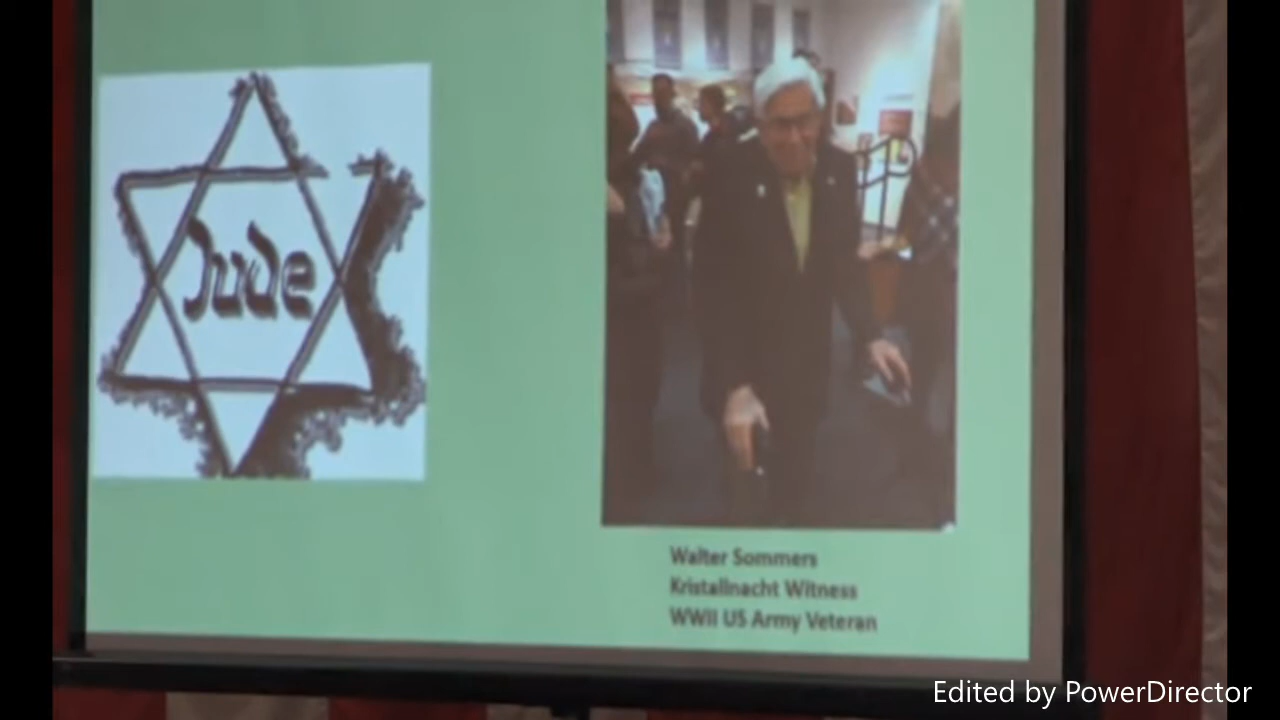 Jude
Walter Sommers
Kristallnacht Witness
WWII US Army Veteran
Edited by PowerDirector